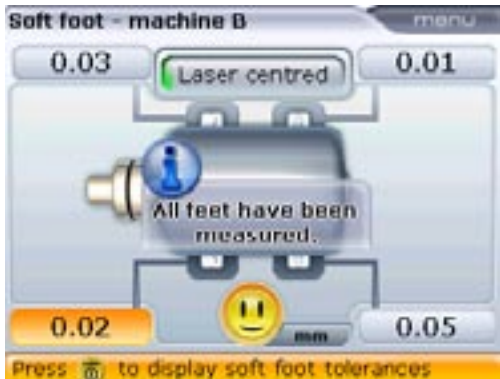 Soft foot - machine B
menu
0.03
Laser centred
0.01
All feet have been
measured.
0.02
mm
0.05
Press to display soft foot tolerances